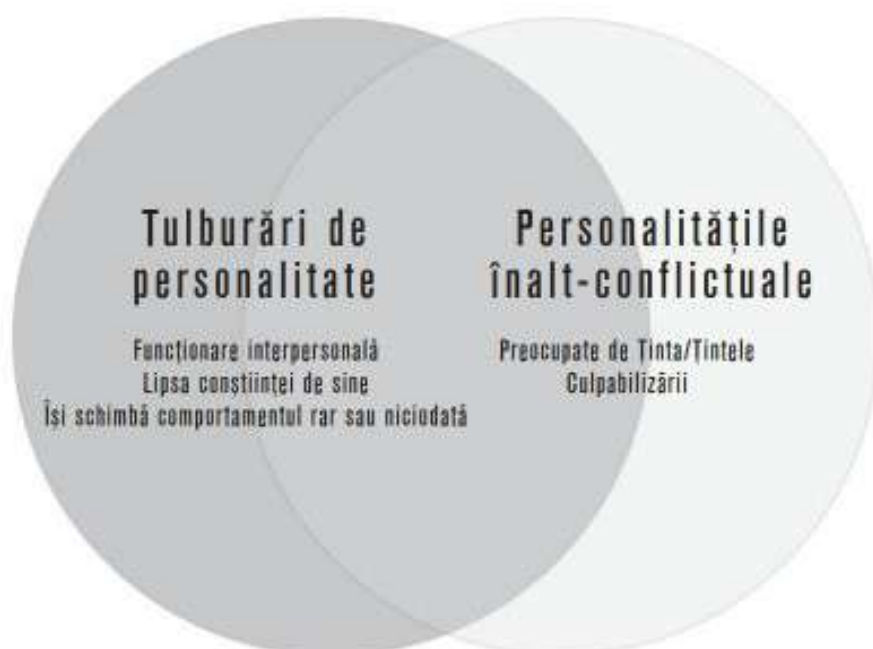 Tulburări de
personalitate
Funcționare interpersonală
Lipsa conștiinței de sine
Își schimbă comportamentul rar sau niciodată
Personalitățile
înalt-conflictuale
Preocupate de Ținta/Țintele
Culpabilizării